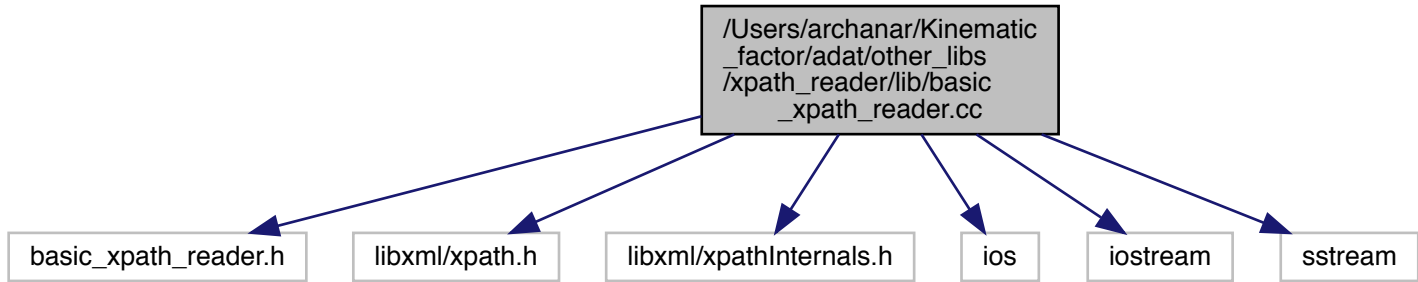 /Users/archanar/Kinematic
_factor/adat/other_libs
/xpath_reader/lib/basic
_xpath_reader.cc
basic_xpath_reader.h
libxml/xpath.h
libxml/xpathInternals.h
ios
iostream
sstream